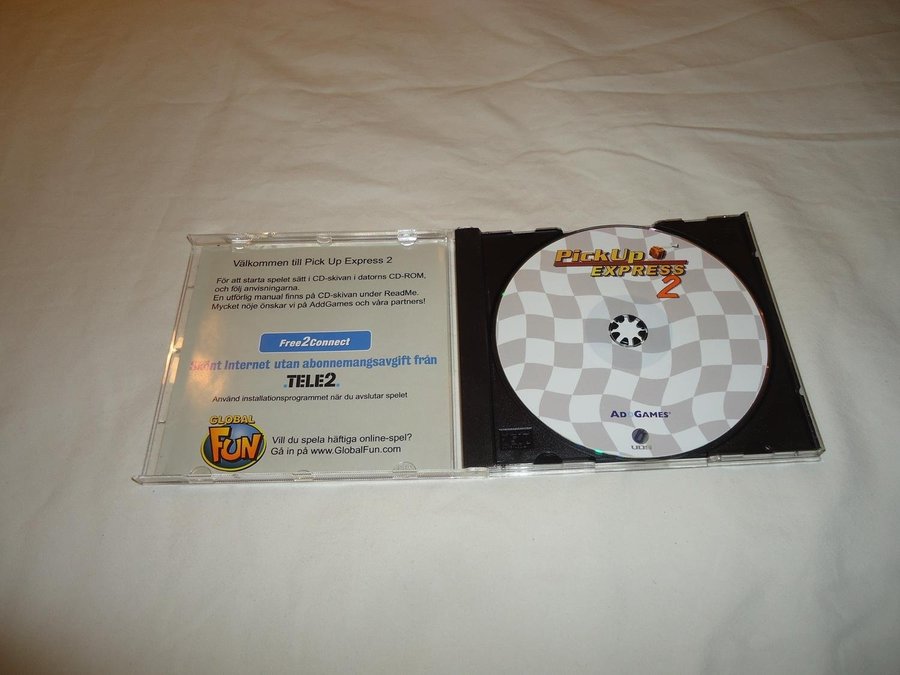 Välkommen till Pick Up Express 2
För att starta spelet sätt i CD-skivan i datorns CD-ROM,
och följ anvisningarna.
En utförlig manual finns på CD-skivan under ReadMe.
Mycket nöje önskar vi på AddGames och våra partners!
Free2Connect
Skönt Internet utan abonnemangsavgift från
.TELE2.
Använd installationsprogrammet när du avslutar spelet
GLOBAL
FUN
Vill du spela häftiga online-spel?
Gå in på www.GlobalFun.com
PickUp
EXPRESS
2
ADDGAMES